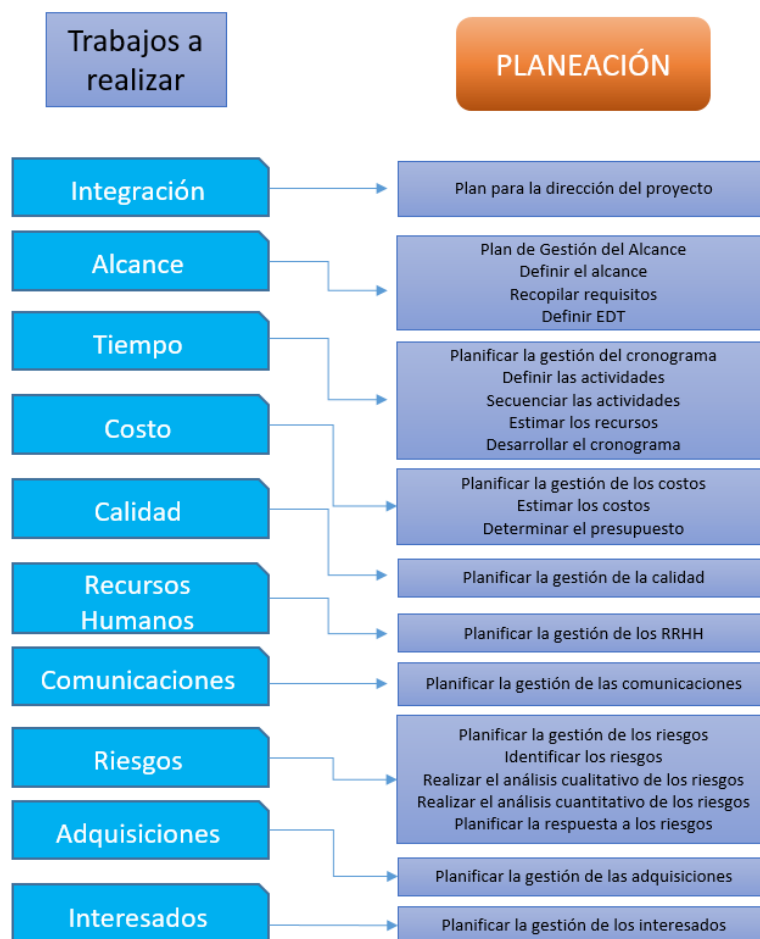 Trabajos a
realizar
PLANEACIÓN
Integración
Plan para la dirección del proyecto
Alcance
Plan de Gestión del Alcance
Definir el alcance
Recopilar requisitos
Definir EDT
Tiempo
Planificar la gestión del cronograma
Definir las actividades
Secuenciar las actividades
Estimar los recursos
Desarrollar el cronograma
Costo
Planificar la gestión de los costos
Estimar los costos
Determinar el presupuesto
Calidad
Planificar la gestión de la calidad
Recursos
Humanos
Planificar la gestión de los RRHH
Comunicaciones
Planificar la gestión de las comunicaciones
Riesgos
Planificar la gestión de los riesgos
Identificar los riesgos
Realizar el análisis cualitativo de los riesgos
Realizar el análisis cuantitativo de los riesgos
Planificar la respuesta a los riesgos
Adquisiciones
Planificar la gestión de las adquisiciones
Interesados
Planificar la gestión de los interesados